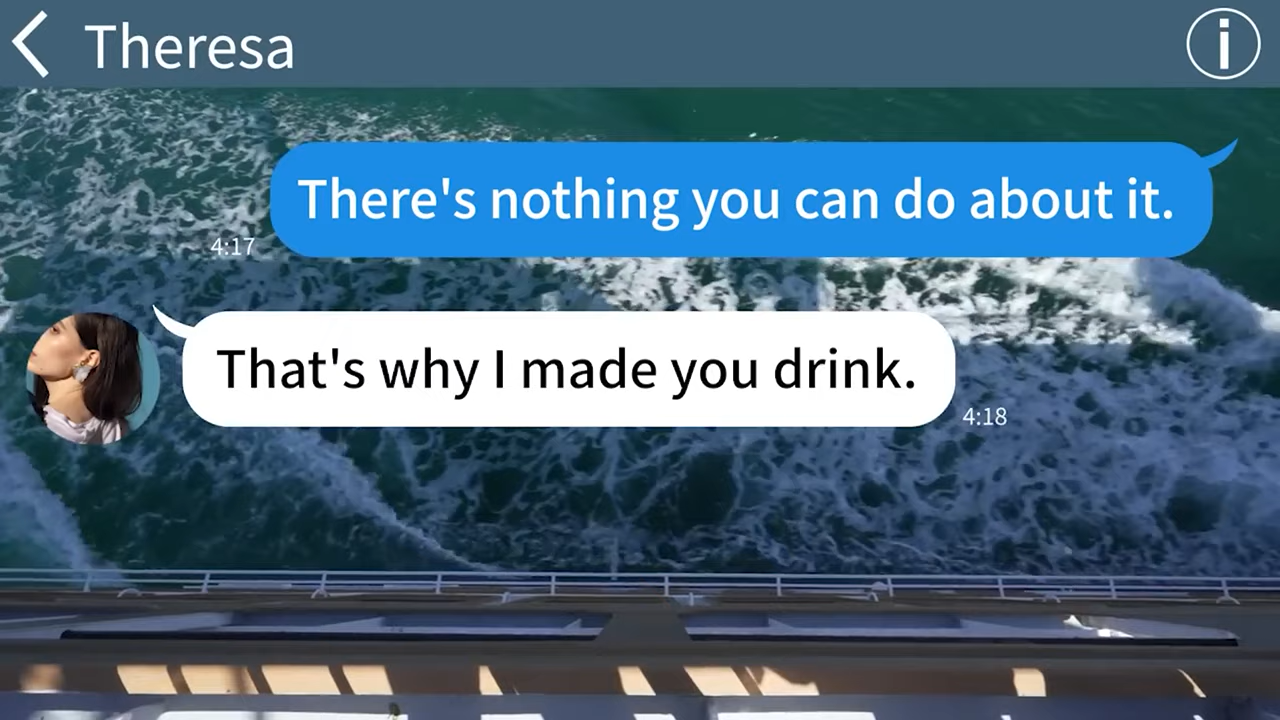 Theresa
There's nothing you can do about it.
4:17
That's why I made you drink.
4:18